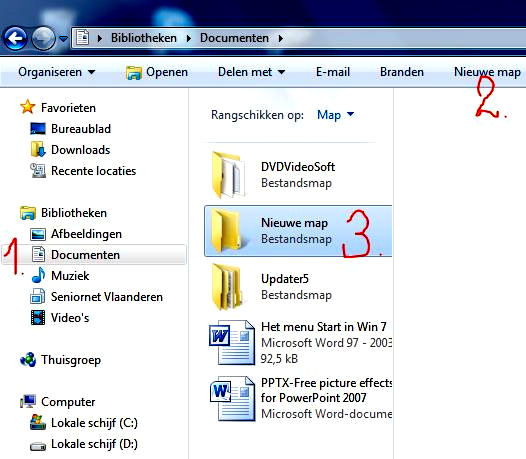 Bibliotheken Documenten
Organiseren Openen Delen met E-mail Branden Nieuwe map
2.
Favorieten
Bureaublad
Downloads
Recente locaties
Bibliotheken
Afbeeldingen
1. Documenten
Muziek
Seniornet Vlaanderen
Video's
Thuisgroep
Computer
Lokale schijf (C:)
Lokale schijf (D:)
Rangschikken op: Map
DVDVideoSoft
Bestandsmap
Nieuwe map
Bestandsmap
3.
Updater5
Bestandsmap
Het menu Start in Win 7
Microsoft Word 97 - 2003
92,5 kB
PPTX-Free picture effects
for PowerPoint 2007
Microsoft Word-docume